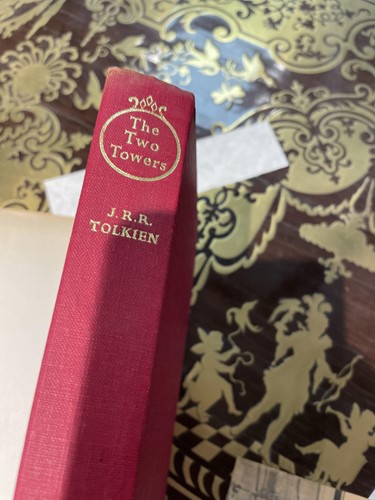 The
Two
Towers
J. R. R.
TOLKIEN